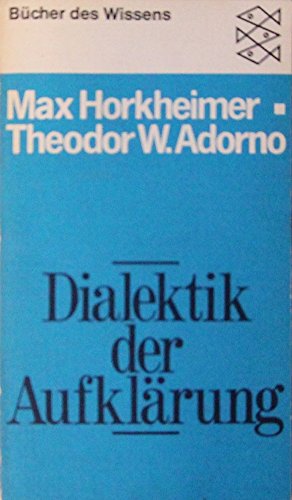 Bücher des Wissens
Max Horkheimer ▪
Theodor W. Adorno
Dialektik
der
Aufklärung